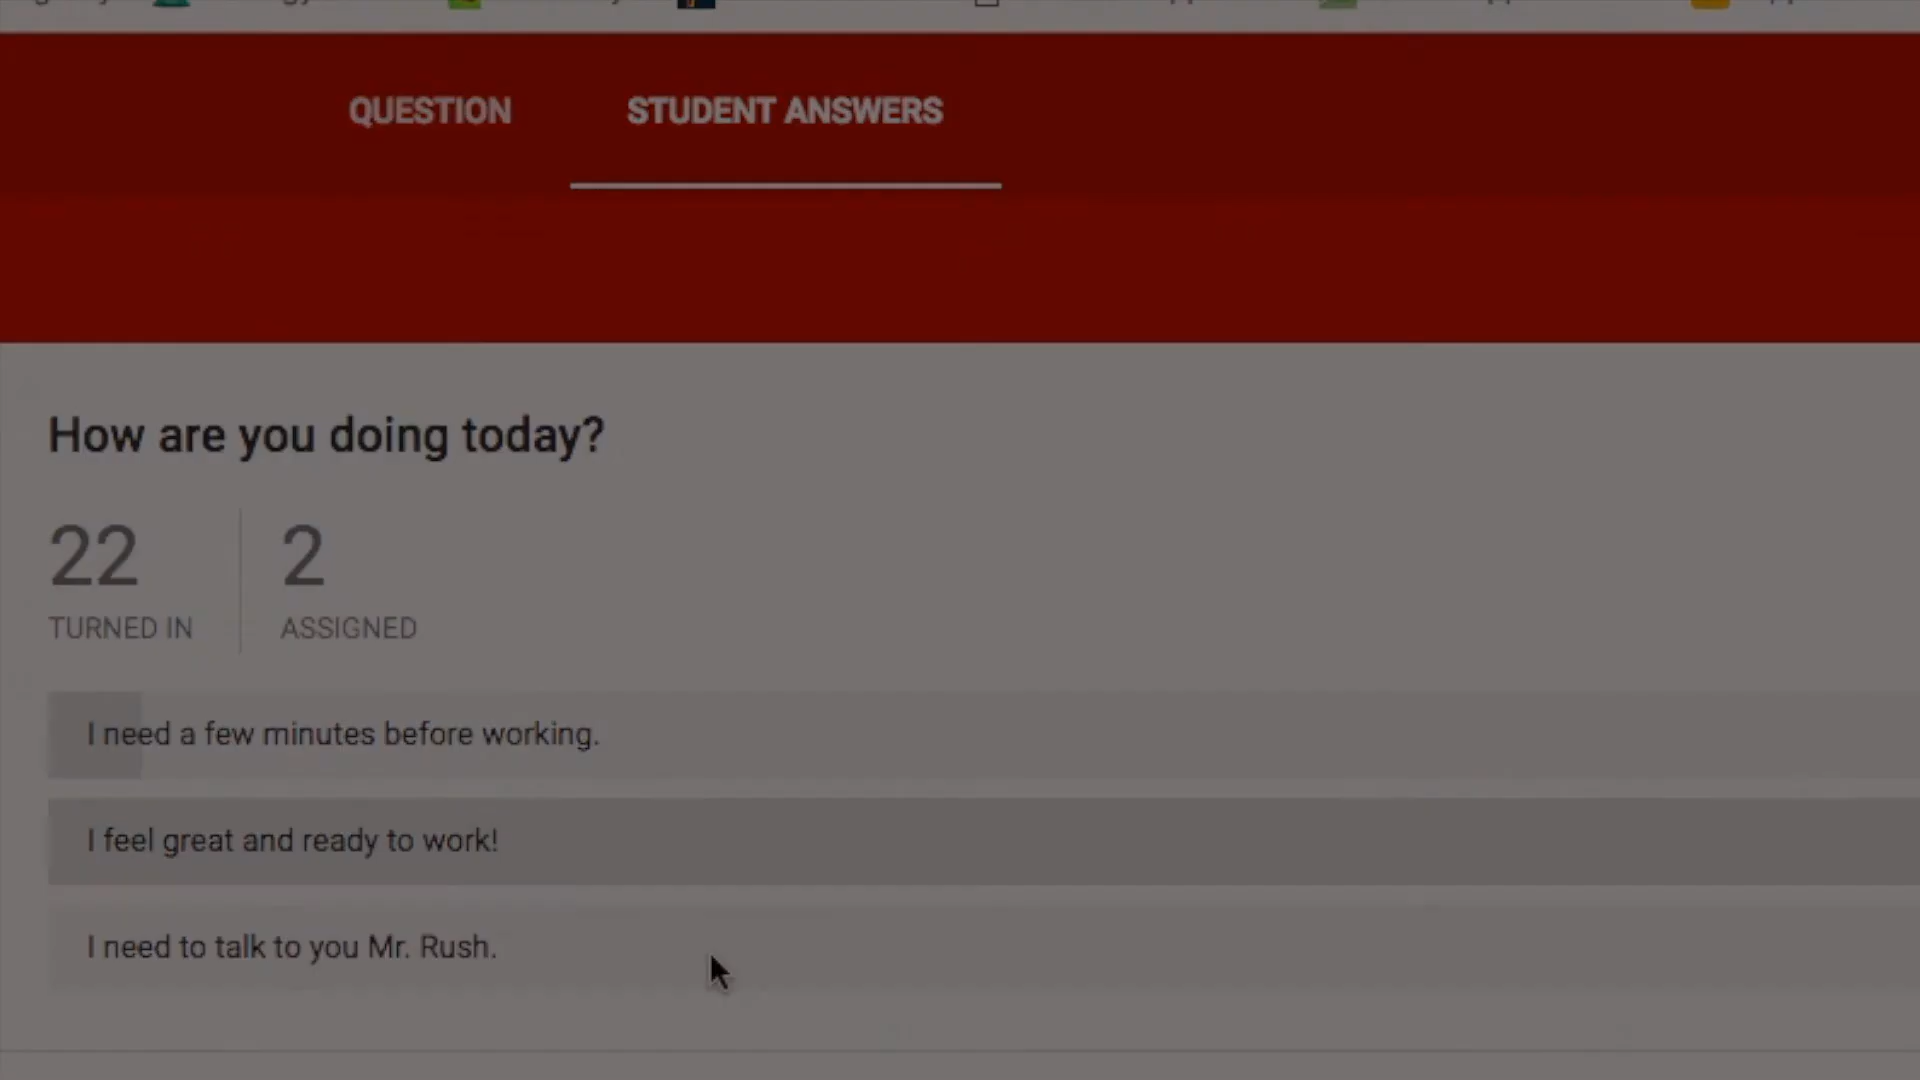 QUESTION STUDENT ANSWERS
How are you doing today?
22 2
TURNED IN ASSIGNED
I need a few minutes before working.
I feel great and ready to work!
I need to talk to you Mr. Rush.